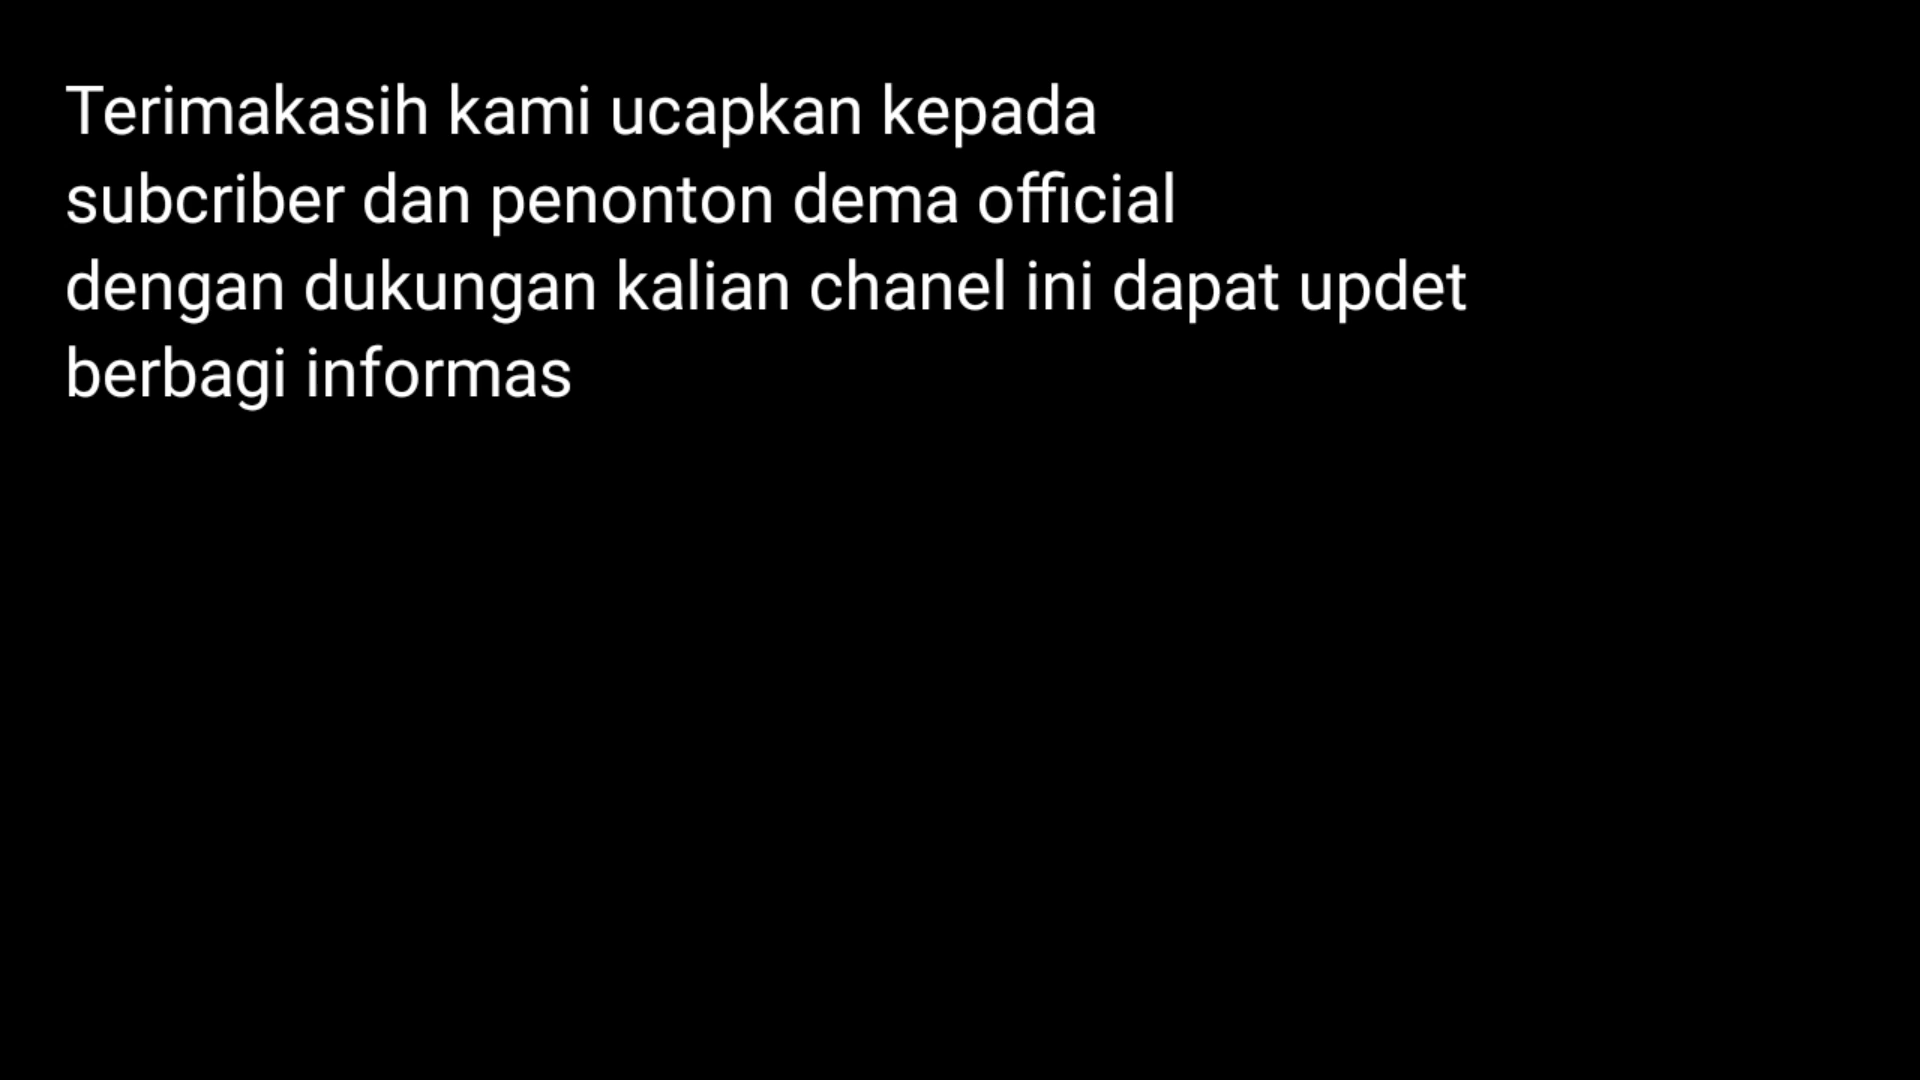 Terimakasih kami ucapkan kepada
subcriber dan penonton dema official
dengan dukungan kalian chanel ini dapat updet
berbagi informas